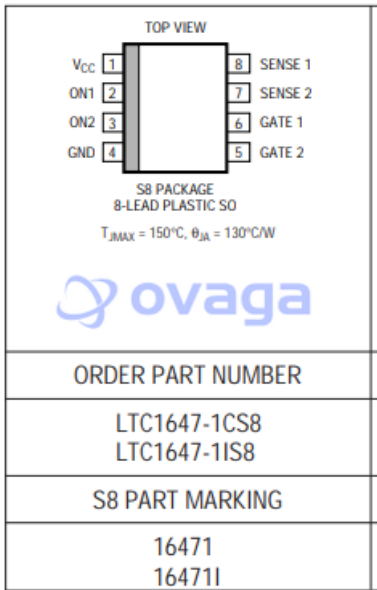 TOP VIEW
VCC 1
8 SENSE 1
ON1 2
7 SENSE 2
ON2 3
6 GATE 1
GND 4
5 GATE 2
S8 PACKAGE
8-LEAD PLASTIC SO
TJMAX = 150°C, θJA = 130°C/W
ovaga
ORDER PART NUMBER
LTC1647-1CS8
LTC1647-1IS8
S8 PART MARKING
16471
16471I